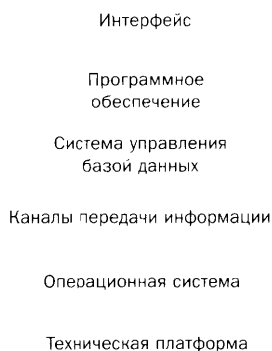 Интерфейс
Программное
обеспечение
Система управления
базой данных
Каналы передачи информации
Операционная система
Техническая платформа